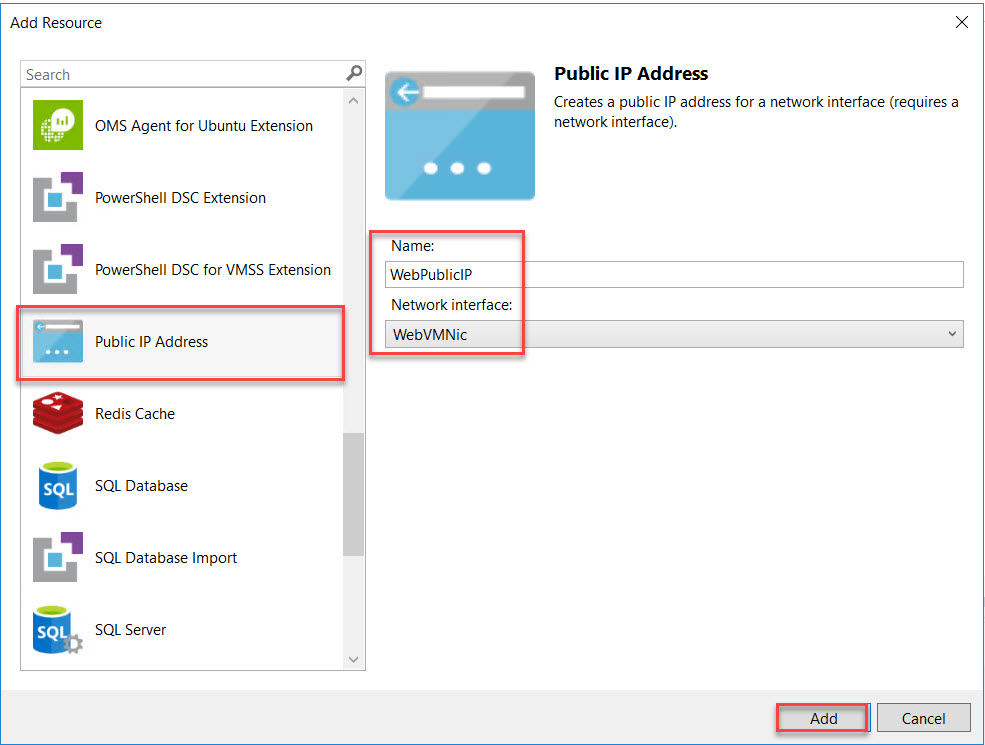 Add Resource
Search
OMS Agent for Ubuntu Extension
PowerShell DSC Extension
PowerShell DSC for VMSS Extension
Public IP Address
Redis Cache
SQL
SQL Database
SQL Database Import
SQL
SQL Server
Public IP Address
Creates a public IP address for a network interface (requires a
network interface).
Name:
WebPublicIP
Network interface:
WebVMNic
Add
Cancel